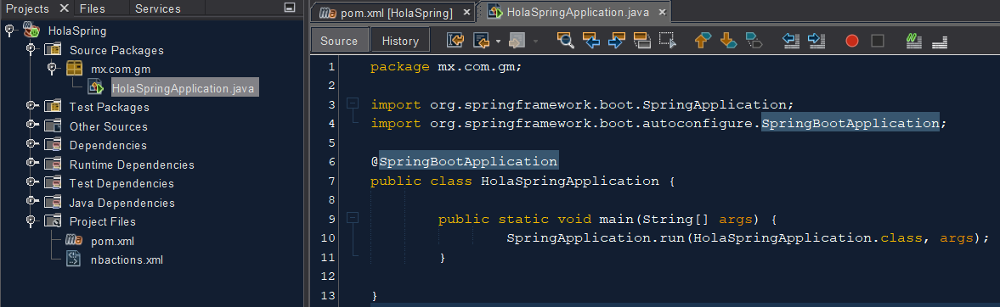 Projects Files Services
HolaSpring
Source Packages
mx.com.gm
HolaSpringApplication.java
Test Packages
Other Sources
Dependencies
Runtime Dependencies
Test Dependencies
Java Dependencies
Project Files
pom.xml
nbactions.xml
pom.xml [HolaSpring] HolaSpringApplication.java
Source History
1 package mx.com.gm;
2
3 import org.springframework.boot.SpringApplication;
4 import org.springframework.boot.autoconfigure.SpringBootApplication;
5
6 @SpringBootApplication
7 public class HolaSpringApplication {
8
9 public static void main(String[] args) {
10 SpringApplication.run(HolaSpringApplication.class, args);
11 }
12
13 }